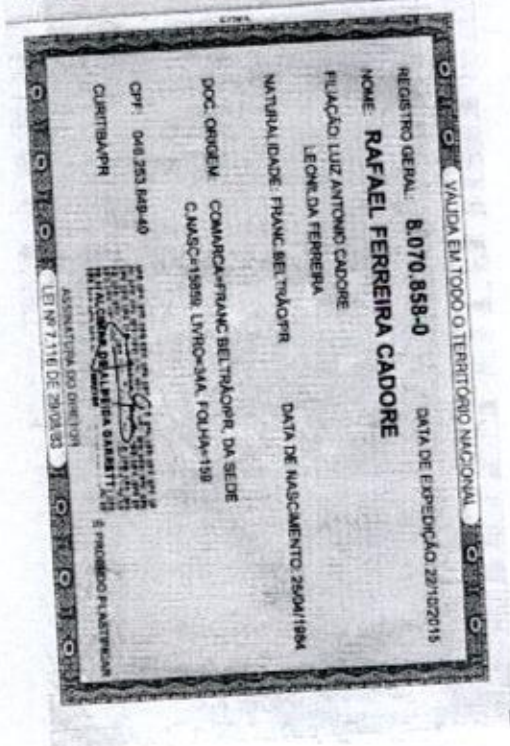 VÁLIDA EM TODO O TERRITÓRIO NACIONAL
REGISTRO GERAL: 8.070.858-0 DATA DE EXPEDIÇÃO: 22/10/2015
NOME: RAFAEL FERREIRA CADORE
FILIAÇÃO: LUIZ ANTONIO CADORE
LEONILDA FERREIRA
NATURALIDADE: FRANC.BELTRÃO/PR DATA DE NASCIMENTO: 25/04/1984
DOC. ORIGEM: COMARCA=FRANC BELTRÃO/PR, DA SEDE
C.NASC=15859, LIVRO=34A, FOLHA=159
CPF: 046.253.849-40
CURITIBA/PR
ASSINATURA DO DIRETOR
É PROIBIDO PLASTIFICAR
LEI Nº 7.116 DE 29/08/83